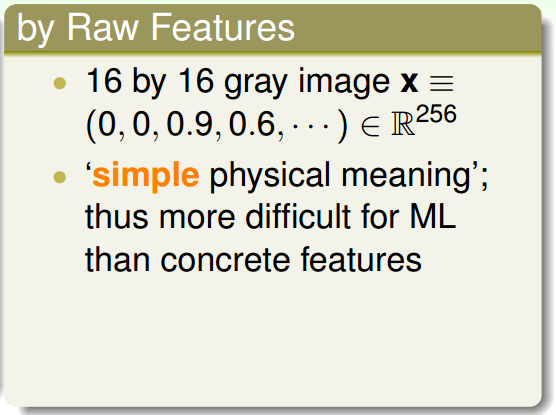 by Raw Features
16 by 16 gray image x ≡
(0, 0, 0.9, 0.6, ⋯) ∈ ℝ²⁵⁶
‘simple physical meaning’;
thus more difficult for ML
than concrete features